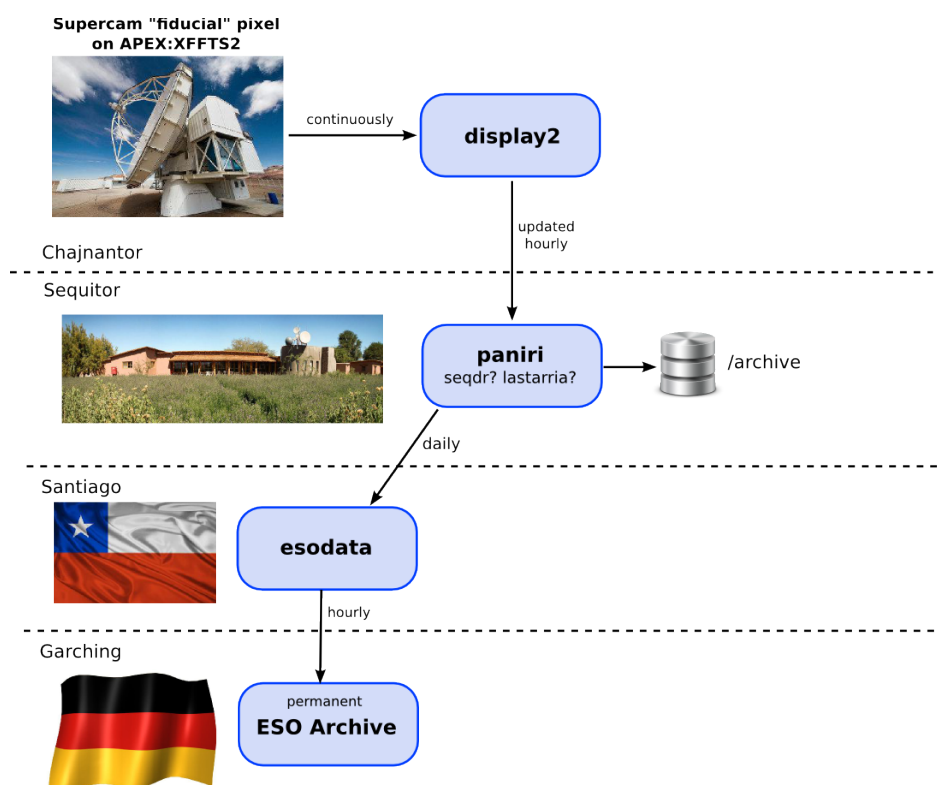 Supercam "fiducial" pixel
on APEX:XFFTS2
continuously
display2
updated
hourly
Chajnantor
Sequitor
paniri
seqdr? lastarria?
/archive
daily
Santiago
esodata
hourly
Garching
permanent
ESO Archive